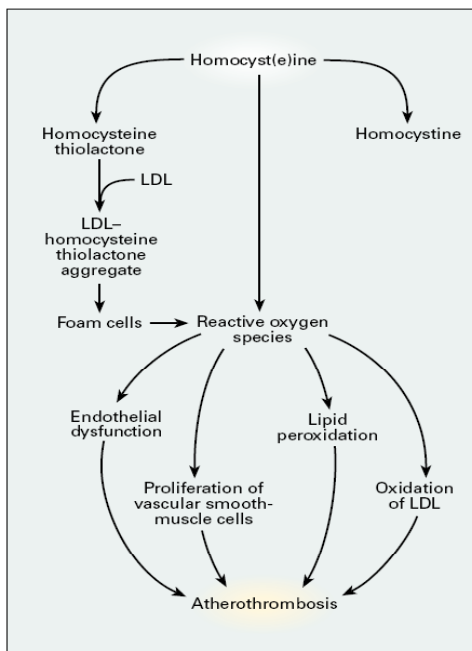 Homocyst(e)ine
Homocysteine
thiolactone
Homocystine
LDL
LDL–
homocysteine
thiolactone
aggregate
Foam cells
Reactive oxygen
species
Endothelial
dysfunction
Lipid
peroxidation
Proliferation of
vascular smooth-
muscle cells
Oxidation
of LDL
Atherothrombosis